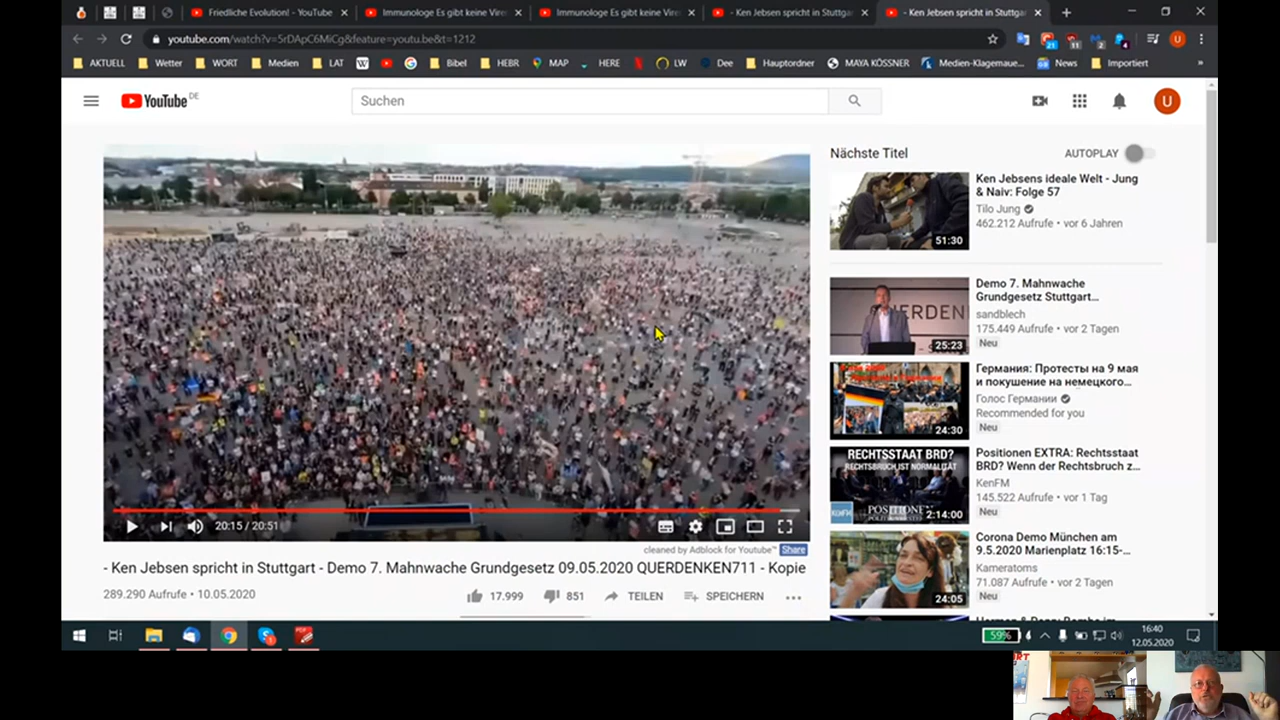 Friedliche Evolution! - YouTube
Immunologe Es gibt keine Vire
Immunologe Es gibt keine Vire
- Ken Jebsen spricht in Stuttga
- Ken Jebsen spricht in Stuttga
youtube.com/watch?v=5rDApC6MiCg&feature=youtu.be&t=1212
AKTUELL Wetter WORT Medien LAT Bibel HEBR MAP HERE LW Dee Hauptordner MAYA KÖSSNER Medien-Klagemaue... News Importiert
YouTube DE
Suchen
U
Nächste Titel
AUTOPLAY
Ken Jebsens ideale Welt - Jung
& Naiv: Folge 57
Tilo Jung
462.212 Aufrufe • vor 6 Jahren
51:30
Demo 7. Mahnwache
Grundgesetz Stuttgart...
sandblech
175.449 Aufrufe • vor 2 Tagen
Neu
25:23
Германия: Протесты на 9 мая
и покушение на немецкого...
Голос Германии
Recommended for you
Neu
24:30
RECHTSSTAAT BRD?
RECHTSBRUCH IST NORMALITÄT
POSITIONEN
2:14:00
Positionen EXTRA: Rechtsstaat
BRD? Wenn der Rechtsbruch z...
KenFM
145.522 Aufrufe • vor 1 Tag
Neu
Corona Demo München am
9.5.2020 Marienplatz 16:15-...
Kameratoms
71.087 Aufrufe • vor 2 Tagen
Neu
24:05
20:15 / 20:51
cleaned by Adblock for Youtube™ Share
- Ken Jebsen spricht in Stuttgart - Demo 7. Mahnwache Grundgesetz 09.05.2020 QUERDENKEN711 - Kopie
289.290 Aufrufe • 10.05.2020
17.999 851 TEILEN SPEICHERN
59%
16:40
12.05.2020